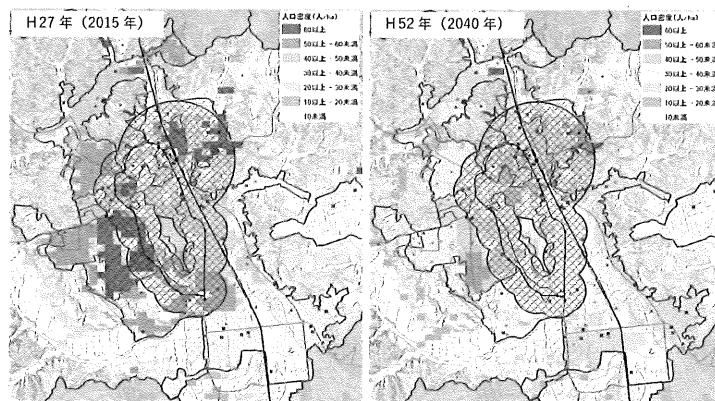 H27年（2015年）
人口密度(人/ha)
60以上
50以上 - 60未満
40以上 - 50未満
30以上 - 40未満
20以上 - 30未満
10以上 - 20未満
10未満
H52年（2040年）
人口密度(人/ha)
60以上
50以上 - 60未満
40以上 - 50未満
30以上 - 40未満
20以上 - 30未満
10以上 - 20未満
10未満